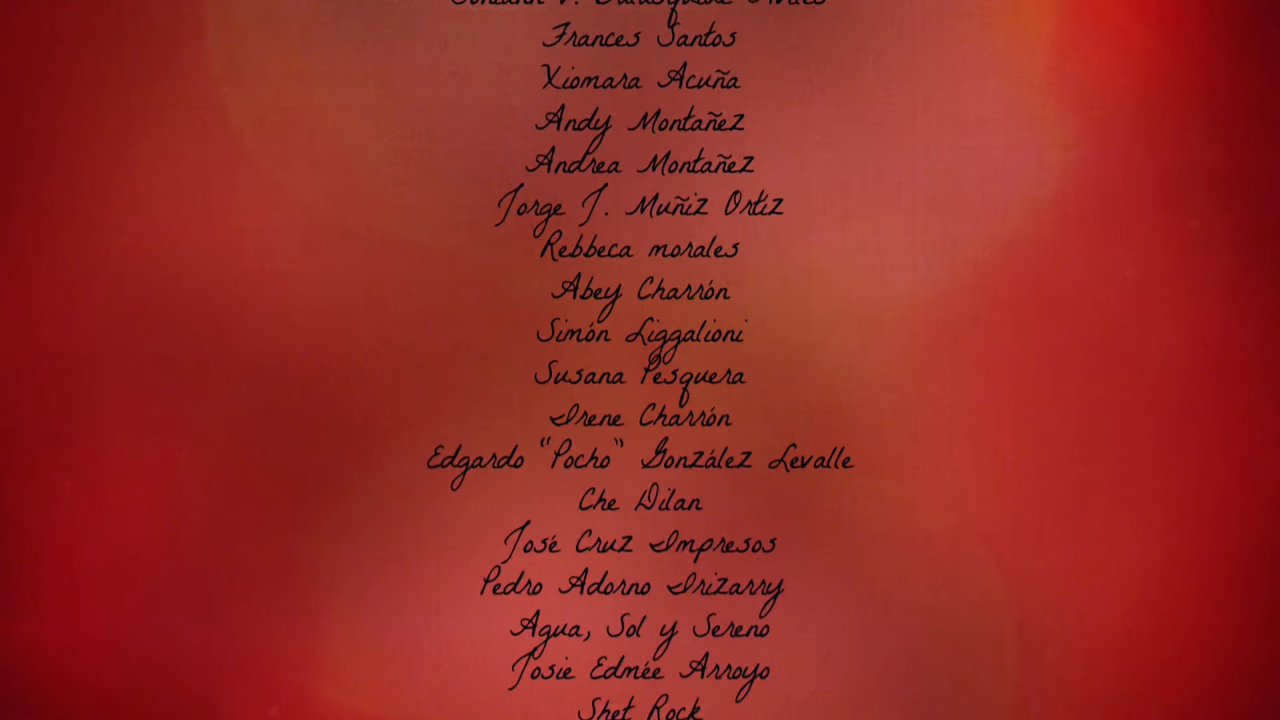 Frances Santos
Xiomara Acuña
Andy Montañez
Andrea Montañez
Jorge J. Muñiz Ortiz
Rebbeca morales
Abey Charrón
Simón Liggalioni
Susana Pesquera
Irene Charrón
Edgardo "Pocho" González Levalle
Che Dilan
José Cruz Impresos
Pedro Adorno Irizarry
Agua, Sol y Sereno
Josie Edmée Arroyo
Shet Rock